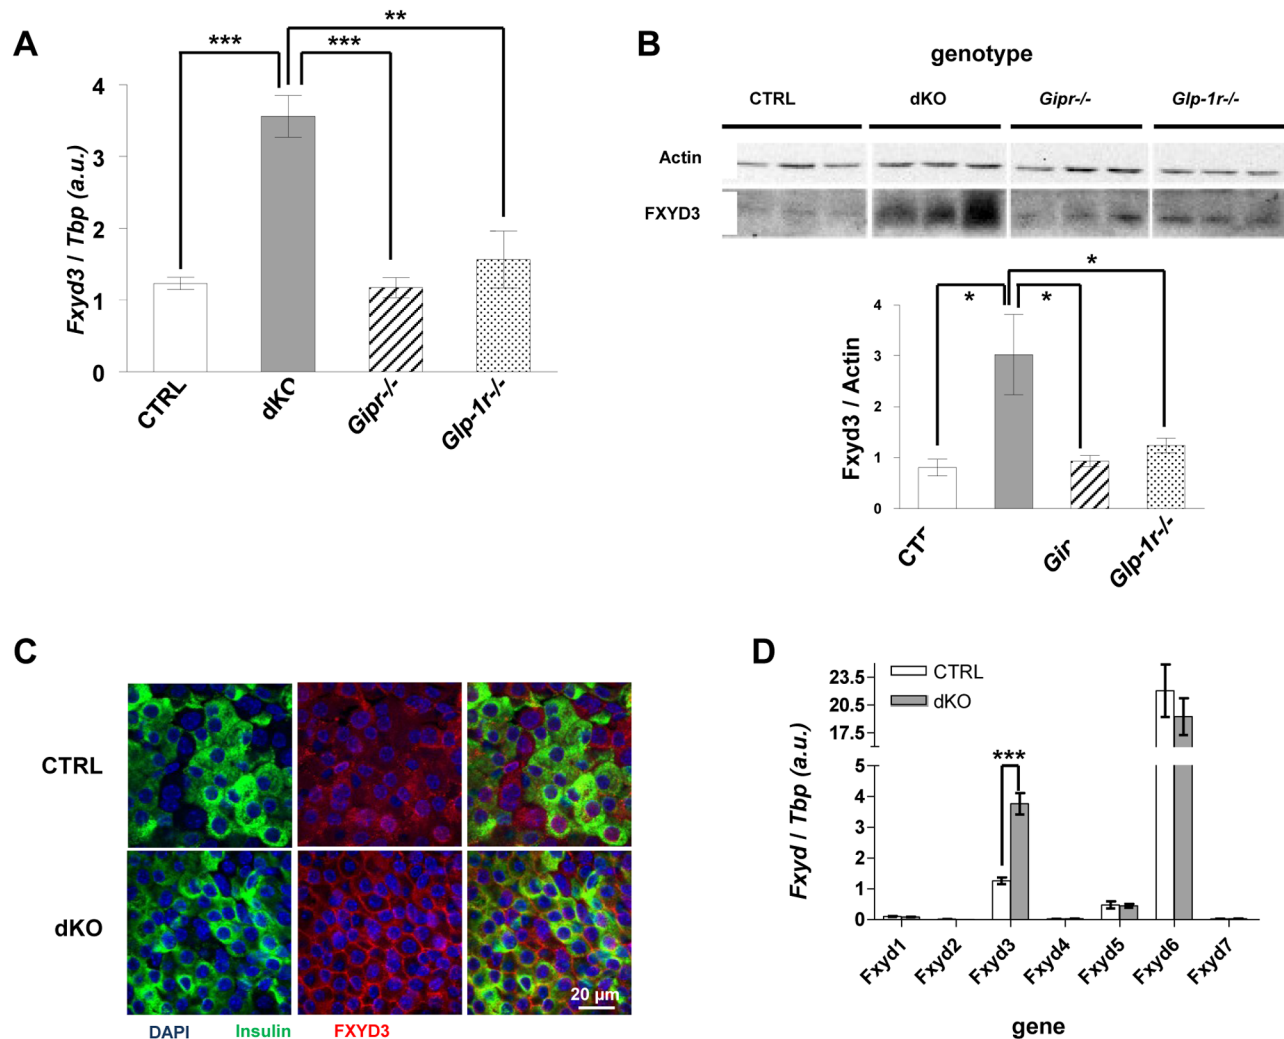 A
***
***
**
4
3
2
1
0
Fxyd3 / Tbp (a.u.)
CTRL
dKO
Gipr-/-
Glp-1r-/-
B
genotype
CTRL
dKO
Gipr-/-
Glp-1r-/-
Actin
FXYD3
*
*
*
4
3
2
1
0
Fxyd3 / Actin
Glp-1r-/-
C
CTRL
dKO
20 µm
DAPI
Insulin
FXYD3
D
CTRL
dKO
23.5
20.5
17.5
5
4
3
2
1
0
***
Fxyd / Tbp (a.u.)
Fxyd1
Fxyd2
Fxyd3
Fxyd4
Fxyd5
Fxyd6
Fxyd7
gene